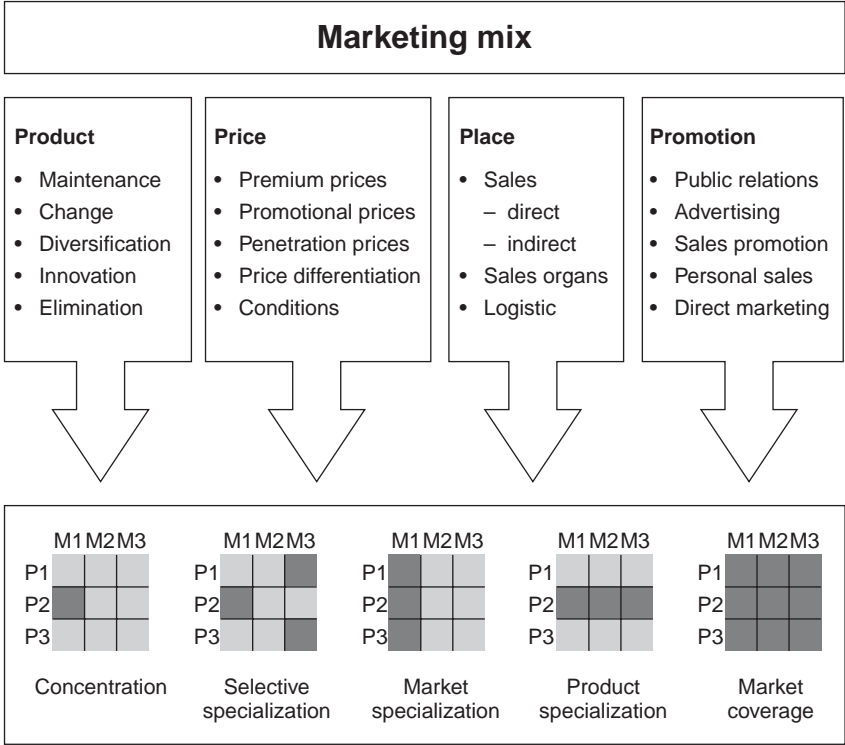 Marketing mix
Product
• Maintenance
• Change
• Diversification
• Innovation
• Elimination
Price
• Premium prices
• Promotional prices
• Penetration prices
• Price differentiation
• Conditions
Place
• Sales
– direct
– indirect
• Sales organs
• Logistic
Promotion
• Public relations
• Advertising
• Sales promotion
• Personal sales
• Direct marketing
M1 M2 M3
P1
P2
P3
Concentration
M1 M2 M3
P1
P2
P3
Selective
specialization
M1 M2 M3
P1
P2
P3
Market
specialization
M1 M2 M3
P1
P2
P3
Product
specialization
M1 M2 M3
P1
P2
P3
Market
coverage